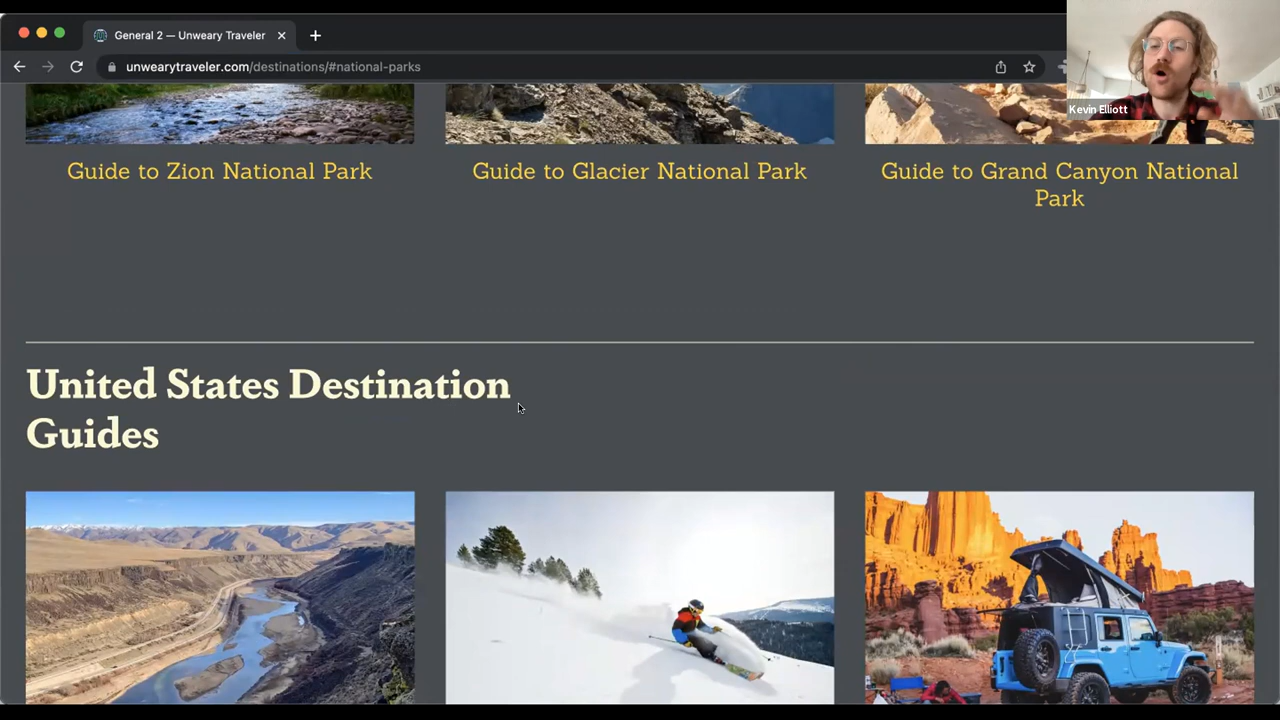 General 2 — Unweary Traveler
unwearytraveler.com/destinations/#national-parks
Kevin Elliott
Guide to Zion National Park
Guide to Glacier National Park
Guide to Grand Canyon National
Park
United States Destination
Guides